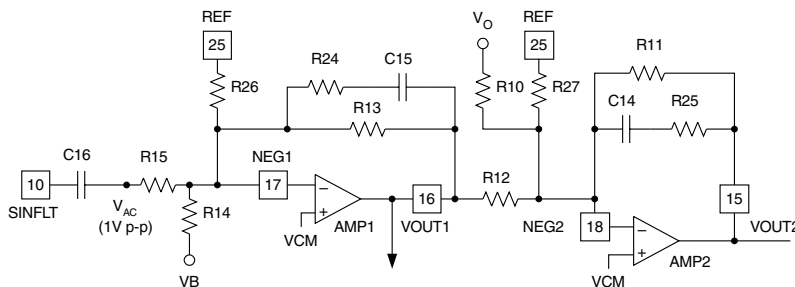 REF
25
R26
R24
C15
R13
VO
R10
REF
25
R27
R11
C14
R25
10
SINFLT
C16
R15
VAC
(1V p-p)
R14
VB
NEG1
17
−
+
VCM
AMP1
16
VOUT1
R12
NEG2
18
−
+
VCM
AMP2
15
VOUT2